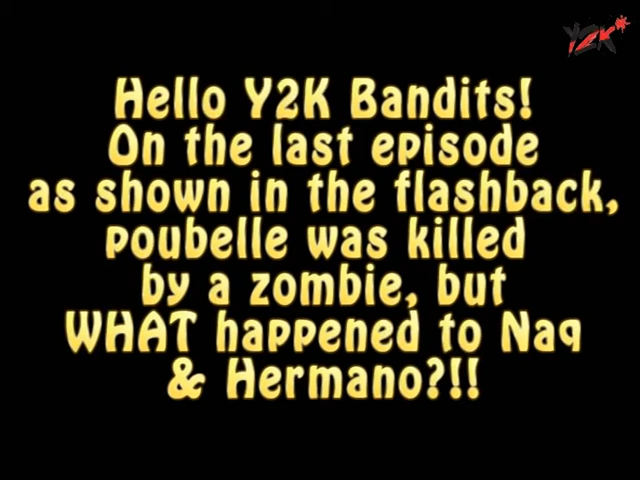 Y2K*
Hello Y2K Bandits!
On the last episode
as shown in the flashback,
poubelle was killed
by a zombie, but
WHAT happened to Naq
& Hermano?!!